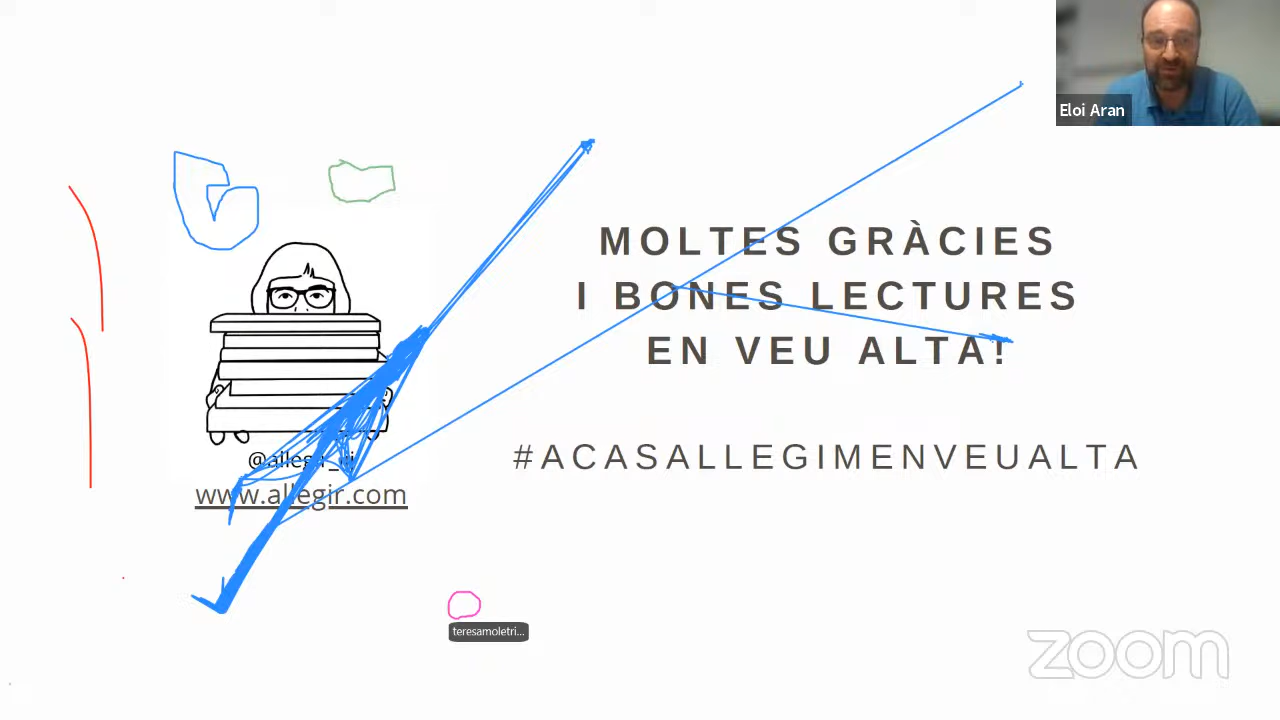 Eloi Aran
MOLTES GRÀCIES
I BONES LECTURES
EN VEU ALTA!
#ACASALLEGIMENVEUALTA
www.allegir.com
teresamoletri...
zoom